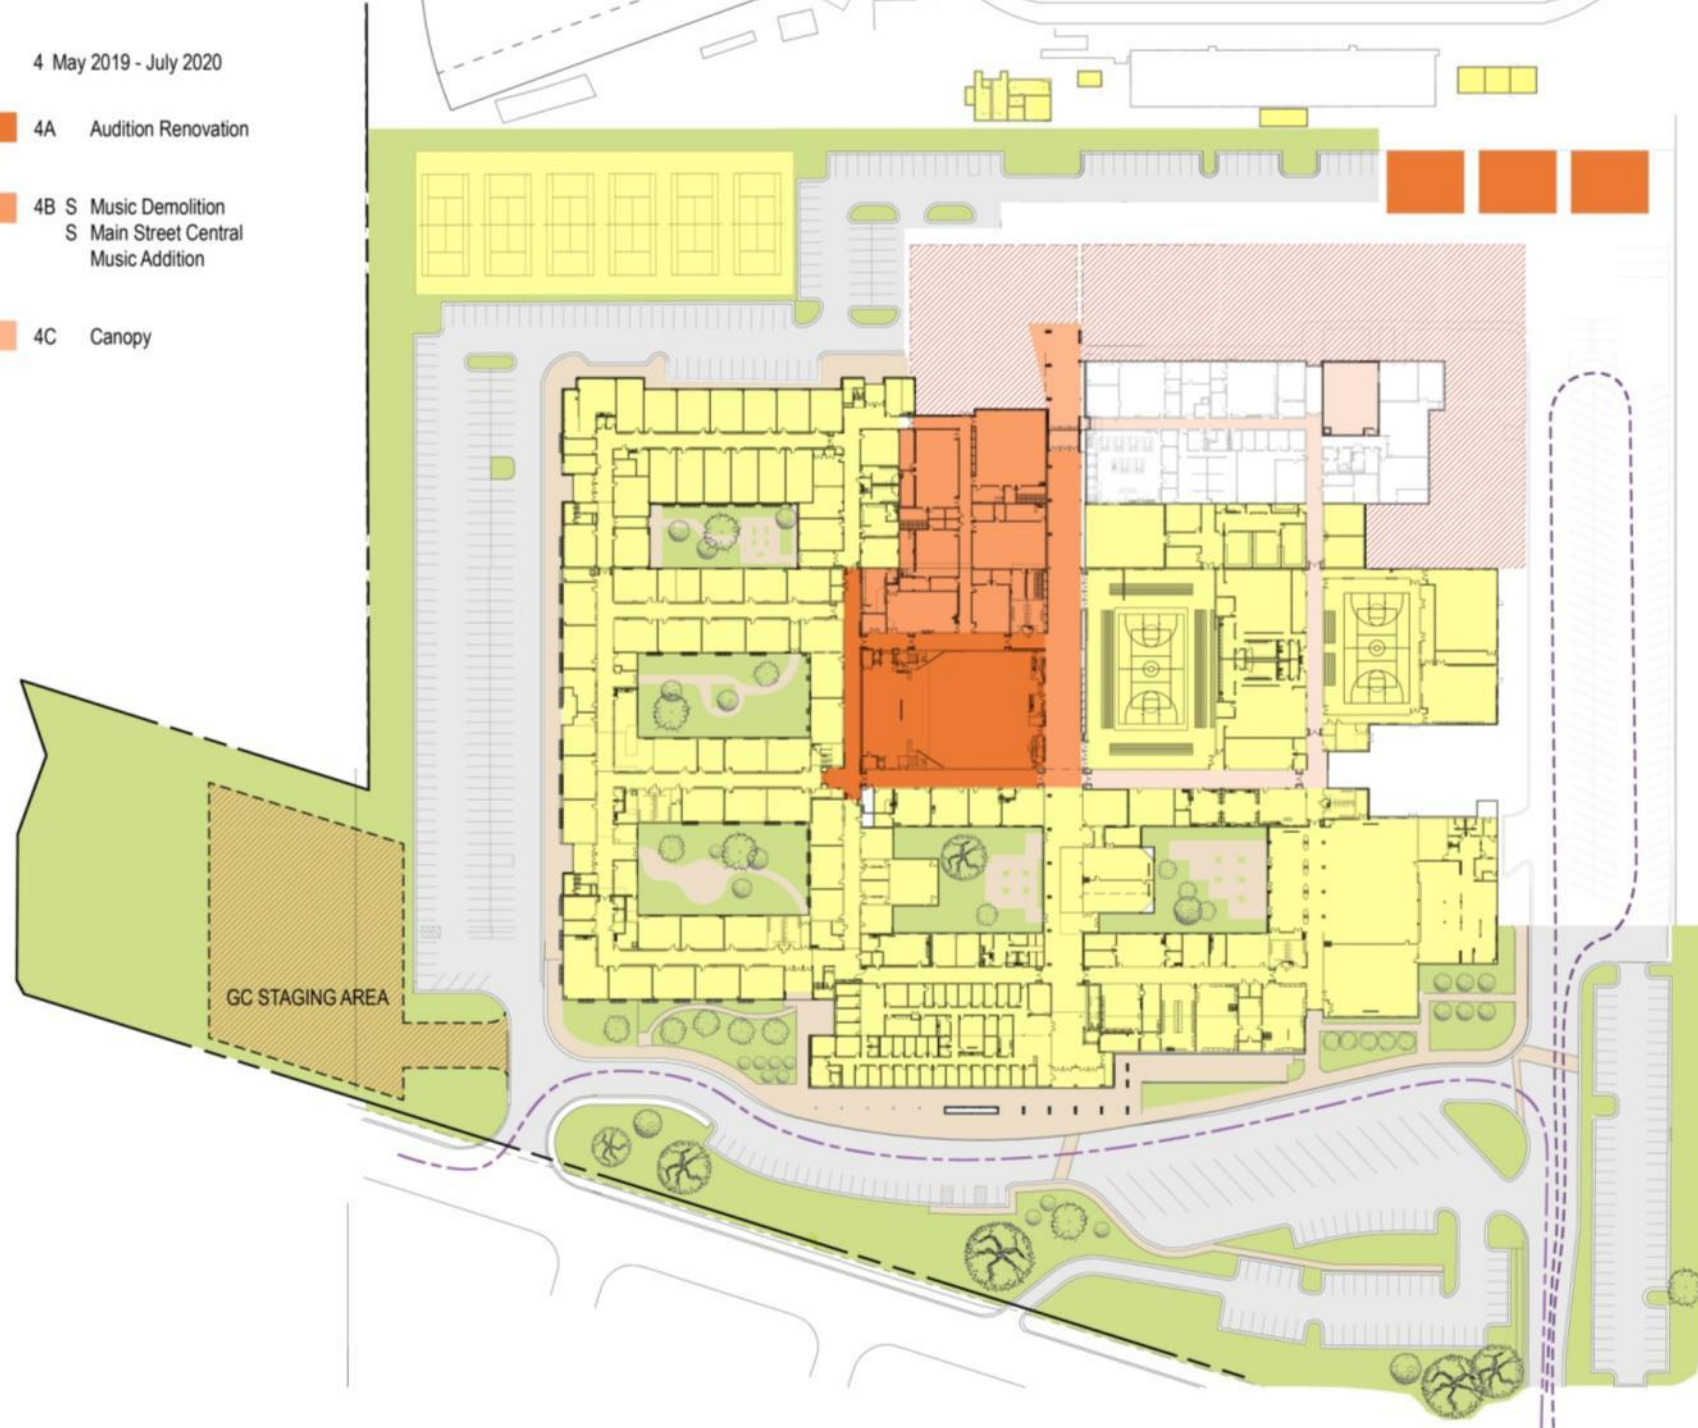 4 May 2019 - July 2020
4A Audition Renovation
4B S Music Demolition
S Main Street Central
Music Addition
4C Canopy
GC STAGING AREA